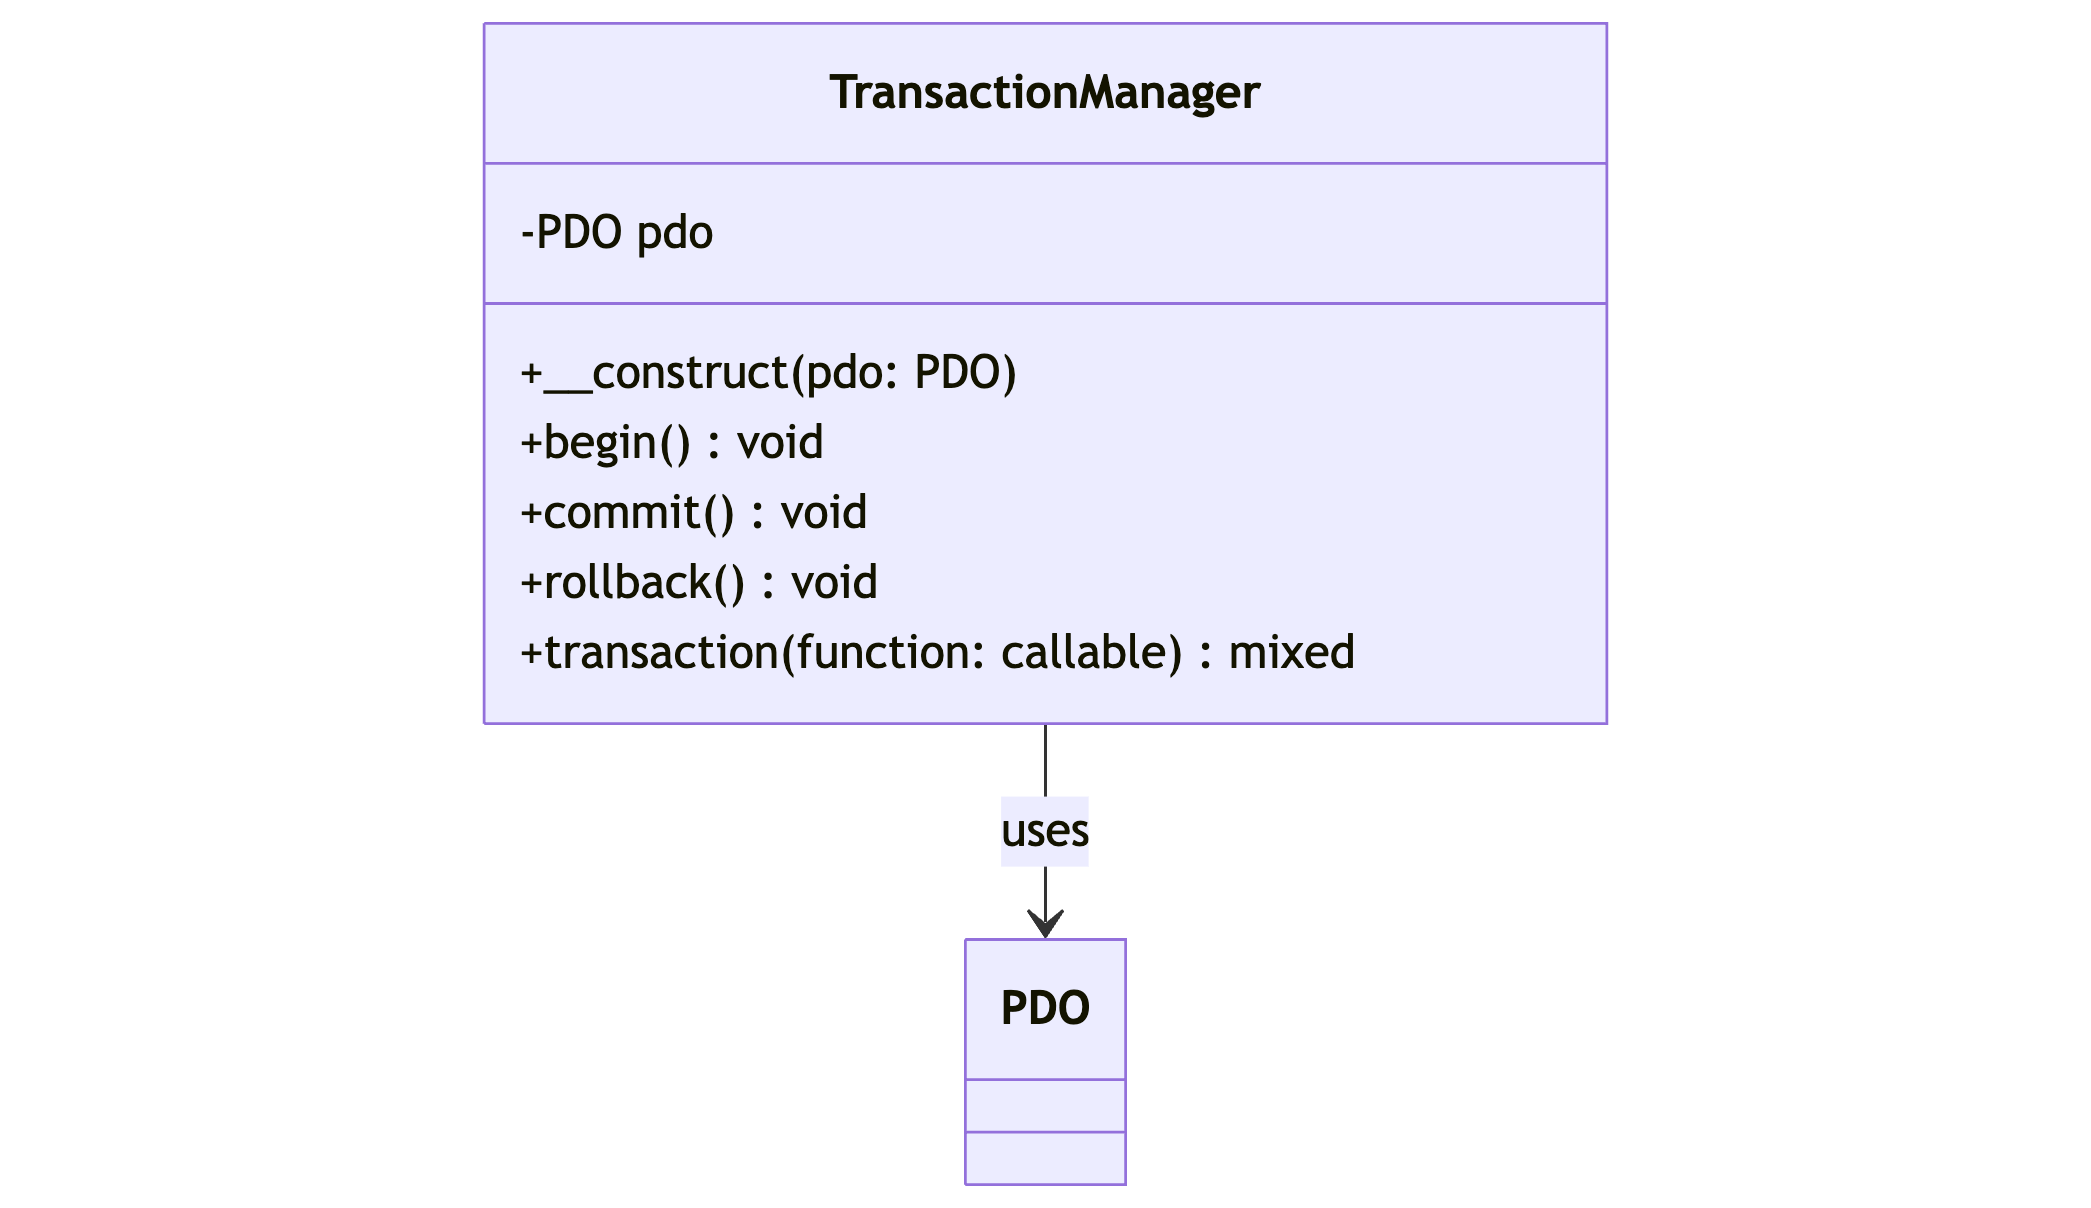 TransactionManager
-PDO pdo
+__construct(pdo: PDO)
+begin() : void
+commit() : void
+rollback() : void
+transaction(function: callable) : mixed
uses
PDO